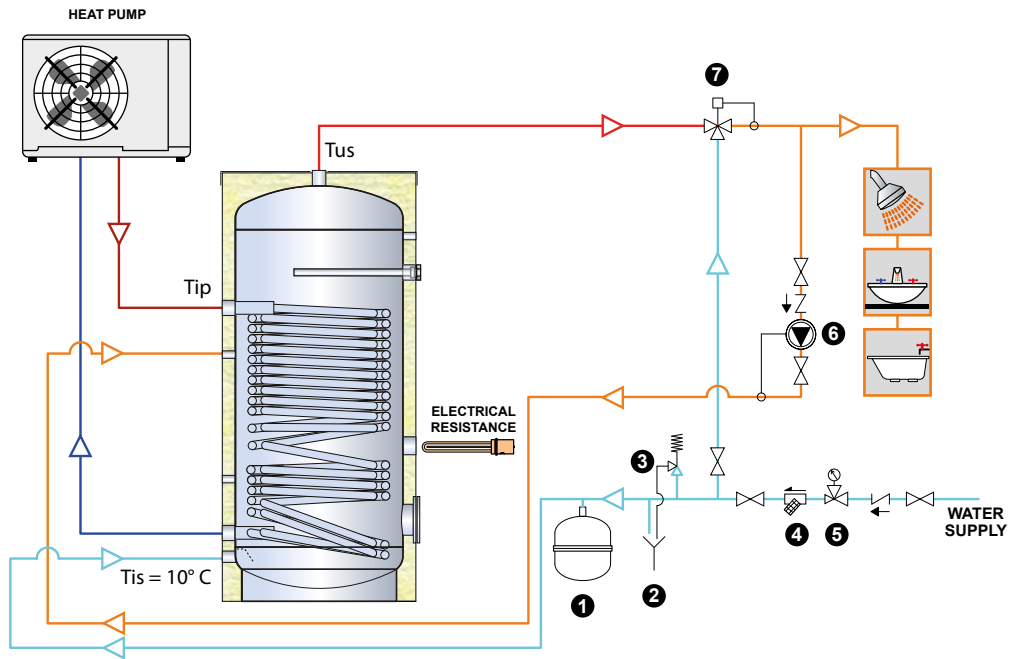 HEAT PUMP
7
Tus
Tip
6
ELECTRICAL
RESISTANCE
3
WATER
SUPPLY
4
5
Tis = 10° C
1
2